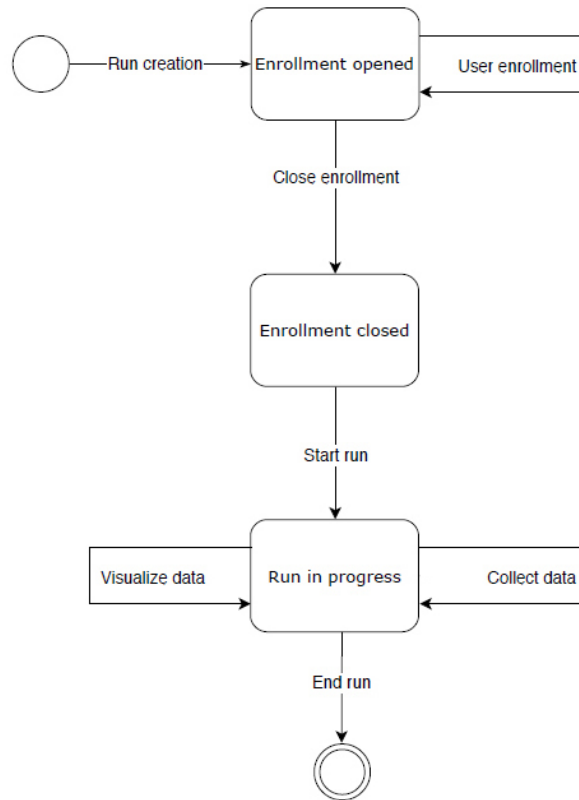 Run creation
Enrollment opened
User enrollment
Close enrollment
Enrollment closed
Start run
Visualize data
Run in progress
Collect data
End run